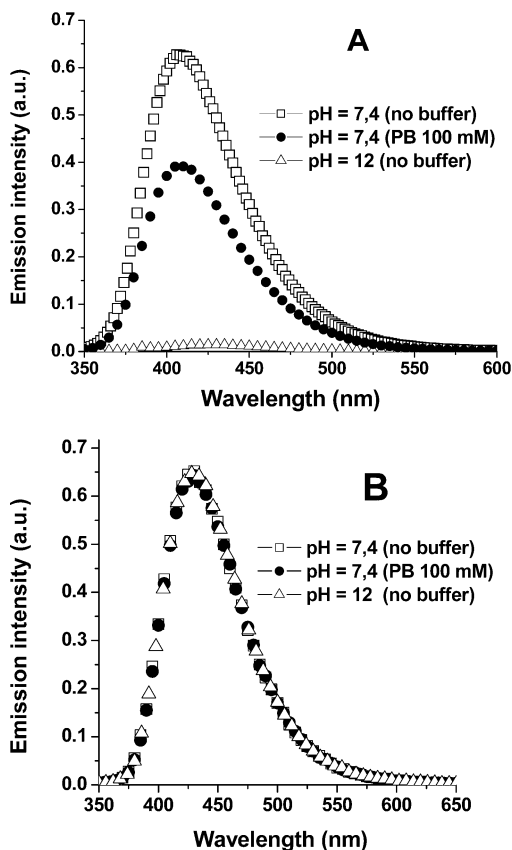 A
Emission intensity (a.u.)
0.7
0.6
0.5
0.4
0.3
0.2
0.1
0.0
pH = 7,4 (no buffer)
pH = 7,4 (PB 100 mM)
pH = 12 (no buffer)
350 400 450 500 550 600
Wavelength (nm)
B
Emission intensity (a.u.)
0.7
0.6
0.5
0.4
0.3
0.2
0.1
0.0
pH = 7,4 (no buffer)
pH = 7,4 (PB 100 mM)
pH = 12 (no buffer)
350 400 450 500 550 600 650
Wavelength (nm)